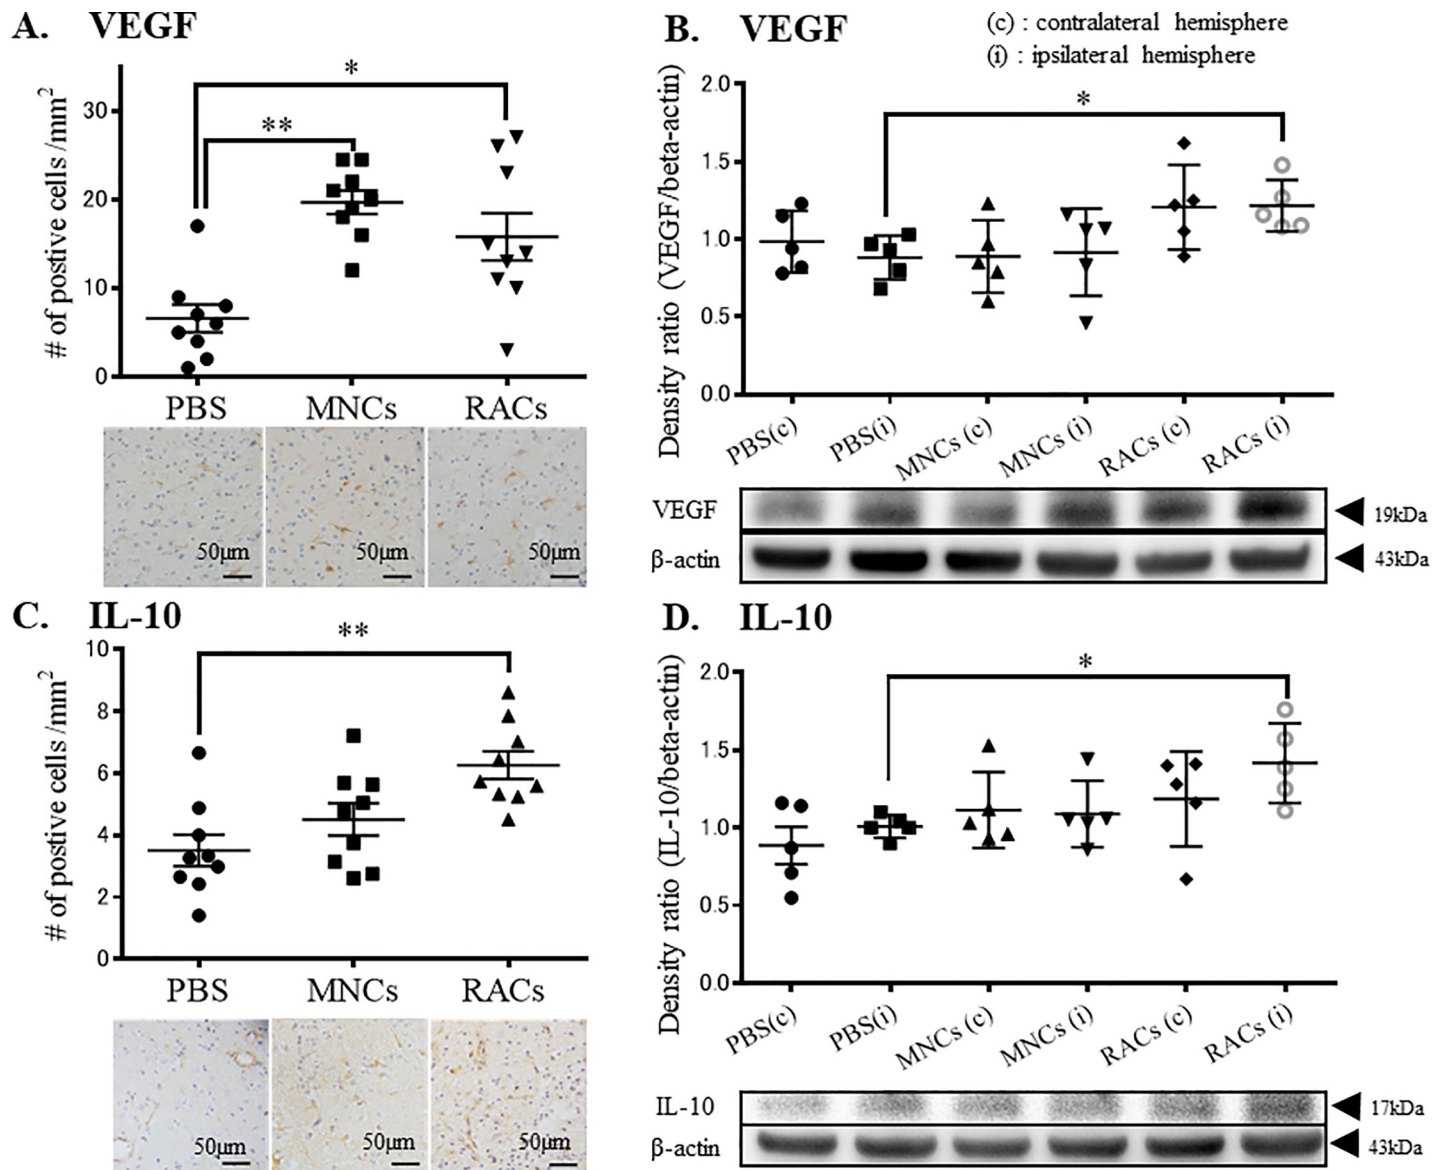 A. VEGF
# of postive cells /mm2
30
20
10
0
*
**
PBS MNCs RACs
50µm 50µm 50µm
B. VEGF
(c) : contralateral hemisphere
(i) : ipsilateral hemisphere
Density ratio (VEGF/beta-actin)
2.0
1.5
1.0
0.5
0.0
*
PBS(c) PBS(i) MNCs (c) MNCs (i) RACs (c) RACs (i)
VEGF 19kDa
β-actin 43kDa
C. IL-10
# of postive cells /mm2
10
8
6
4
2
0
**
PBS MNCs RACs
50µm 50µm 50µm
D. IL-10
Density ratio (IL-10/beta-actin)
2.0
1.5
1.0
0.5
0.0
*
PBS(c) PBS(i) MNCs (c) MNCs (i) RACs (c) RACs (i)
IL-10 17kDa
β-actin 43kDa